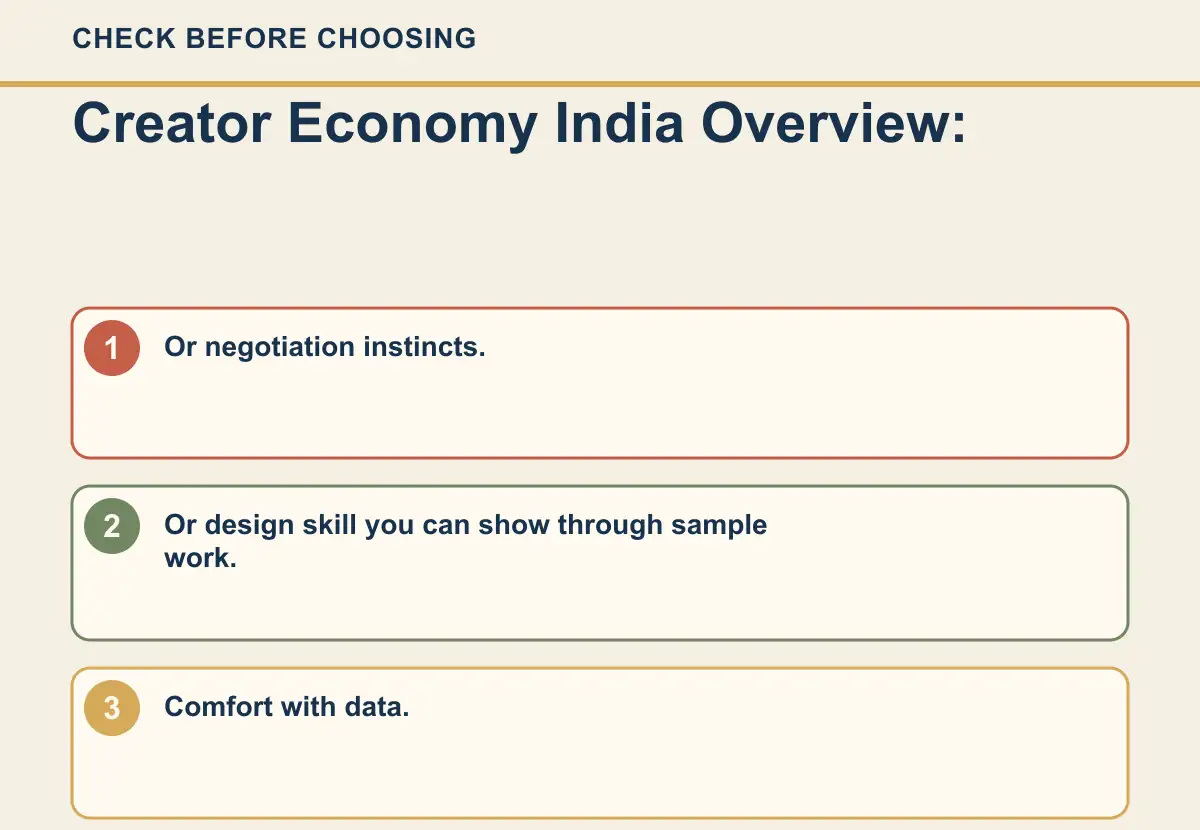 CHECK BEFORE CHOOSING
Creator Economy India Overview:
1
Or negotiation instincts.
2
Or design skill you can show through sample
work.
3
Comfort with data.